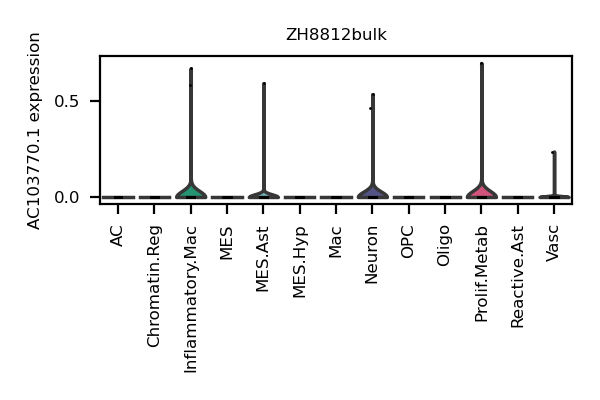 ZH8812bulk
AC103770.1 expression
0.5
0.0
AC
Chromatin.Reg
Inflammatory.Mac
MES
MES.Ast
MES.Hyp
Mac
Neuron
OPC
Oligo
Prolif.Metab
Reactive.Ast
Vasc